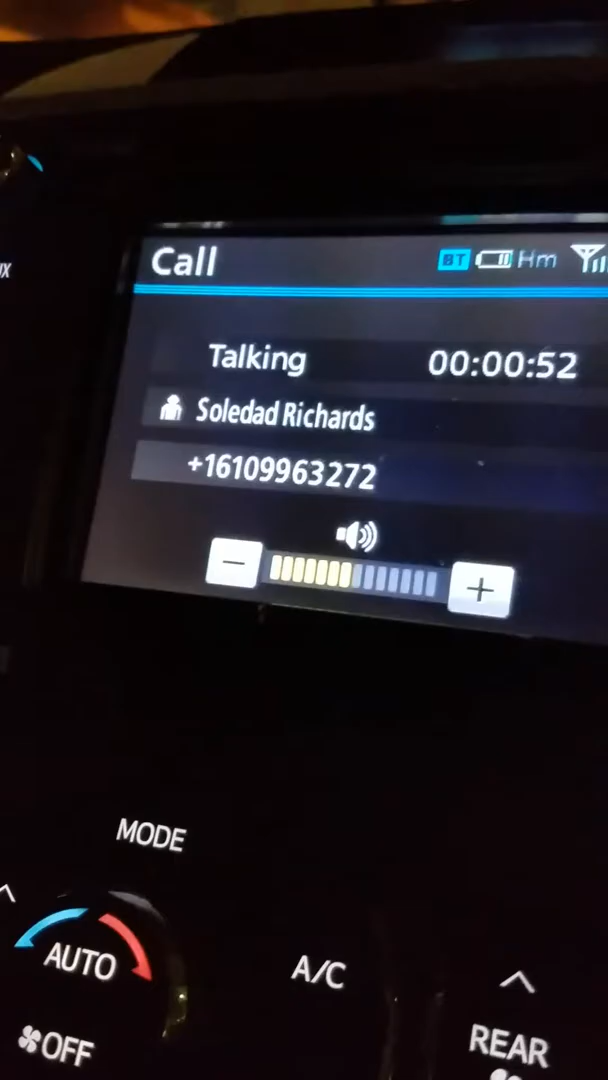 Call
BT Hm
Talking 00:00:52
Soledad Richards
+16109963272
− +
MODE
AUTO
A/C
OFF
REAR